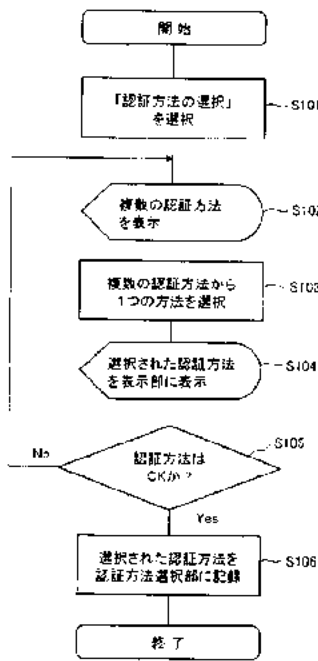 開始
「認証方法の選択」
を選択
S101
複数の認証方法
を表示
S102
複数の認証方法から
1つの方法を選択
S103
選択された認証方法
を表示部に表示
S104
認証方法は
OKか?
S105
No
Yes
選択された認証方法を
認証方法選択部に記録
S106
終了